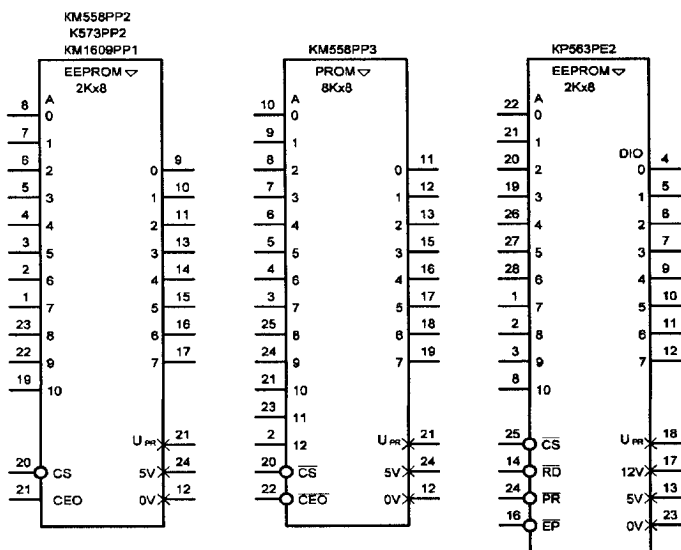 KM558PP2
K573PP2
KM1609PP1
EEPROM
2Kx8
A
8 0
7 1
6 2
5 3
4 4
3 5
2 6
1 7
23 8
22 9
19 10
20 CS
21 CEO
0 9
1 10
2 11
3 13
4 14
5 15
6 16
7 17
U PR 21
5V 24
0V 12
KM558PP3
PROM
8Kx8
A
10 0
9 1
8 2
7 3
6 4
5 5
4 6
3 7
25 8
24 9
21 10
23 11
2 12
20 CS
22 CEO
0 11
1 12
2 13
3 15
4 16
5 17
6 18
7 19
U PR 21
5V 24
0V 12
KP563PE2
EEPROM
2Kx8
A
22 0
21 1
20 2
19 3
26 4
27 5
28 6
1 7
2 8
3 9
8 10
25 CS
14 RD
24 PR
16 EP
DIO
0 4
1 5
2 6
3 7
4 9
5 10
6 11
7 12
U PR 18
12V 17
5V 13
0V 23